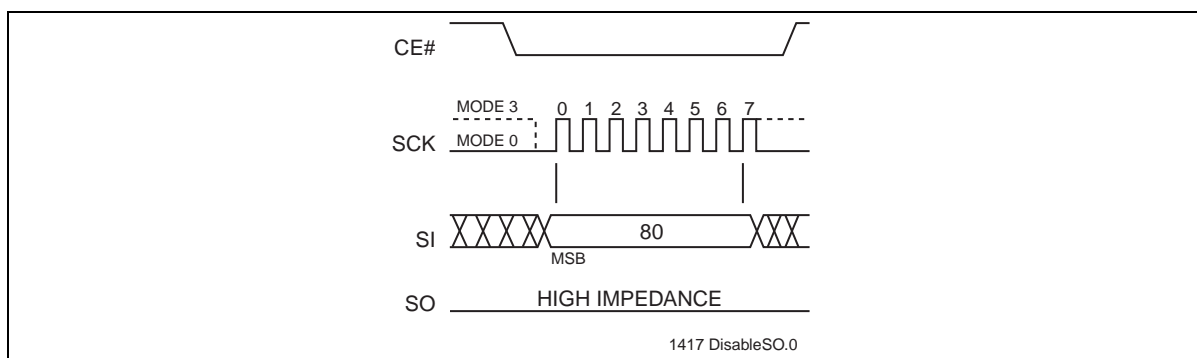 CE#
MODE 3
0 1 2 3 4 5 6 7
SCK
MODE 0
SI
80
MSB
SO
HIGH IMPEDANCE
1417 DisableSO.0